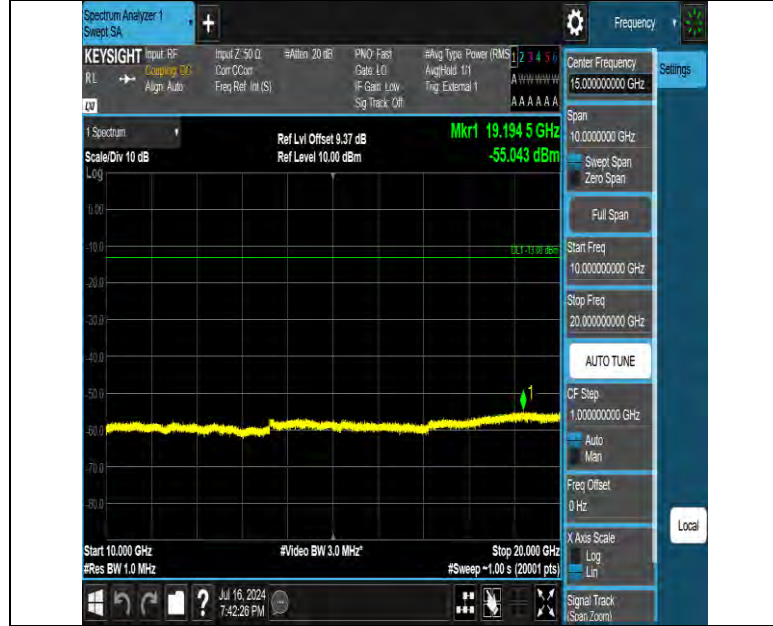 Spectrum Analyzer 1
Swept SA
+
Frequency
KEYSIGHT
RL
Input: RF
Coupling: DC
Align: Auto
Input Z: 50 Ω
Corr CCorr
Freq Ref: Int (S)
#Atten: 20 dB
PNO: Fast
Gate: LO
IF Gain: Low
Sig Track: Off
#Avg Type: Power (RMS
Avg|Hold: 1/1
Trig: External 1
1 2 3 4 5 6
A W W W W W
A A A A A A
LXI
1 Spectrum
Scale/Div 10 dB
Log
Ref Lvl Offset 9.37 dB
Ref Level 10.00 dBm
Mkr1 19.194 5 GHz
-55.043 dBm
0.00
-10.0
DL1 -13.00 dBm
-20.0
-30.0
-40.0
-50.0
1
-60.0
-70.0
-80.0
Start 10.000 GHz
#Res BW 1.0 MHz
#Video BW 3.0 MHz*
Stop 20.000 GHz
#Sweep ~1.00 s (20001 pts)
?
Jul 16, 2024
7:42:26 PM
Center Frequency
15.000000000 GHz
Settings
Span
10.0000000 GHz
Swept Span
Zero Span
Full Span
Start Freq
10.000000000 GHz
Stop Freq
20.000000000 GHz
AUTO TUNE
CF Step
1.000000000 GHz
Auto
Man
Freq Offset
0 Hz
X Axis Scale
Log
Lin
Local
Signal Track
(Span Zoom)